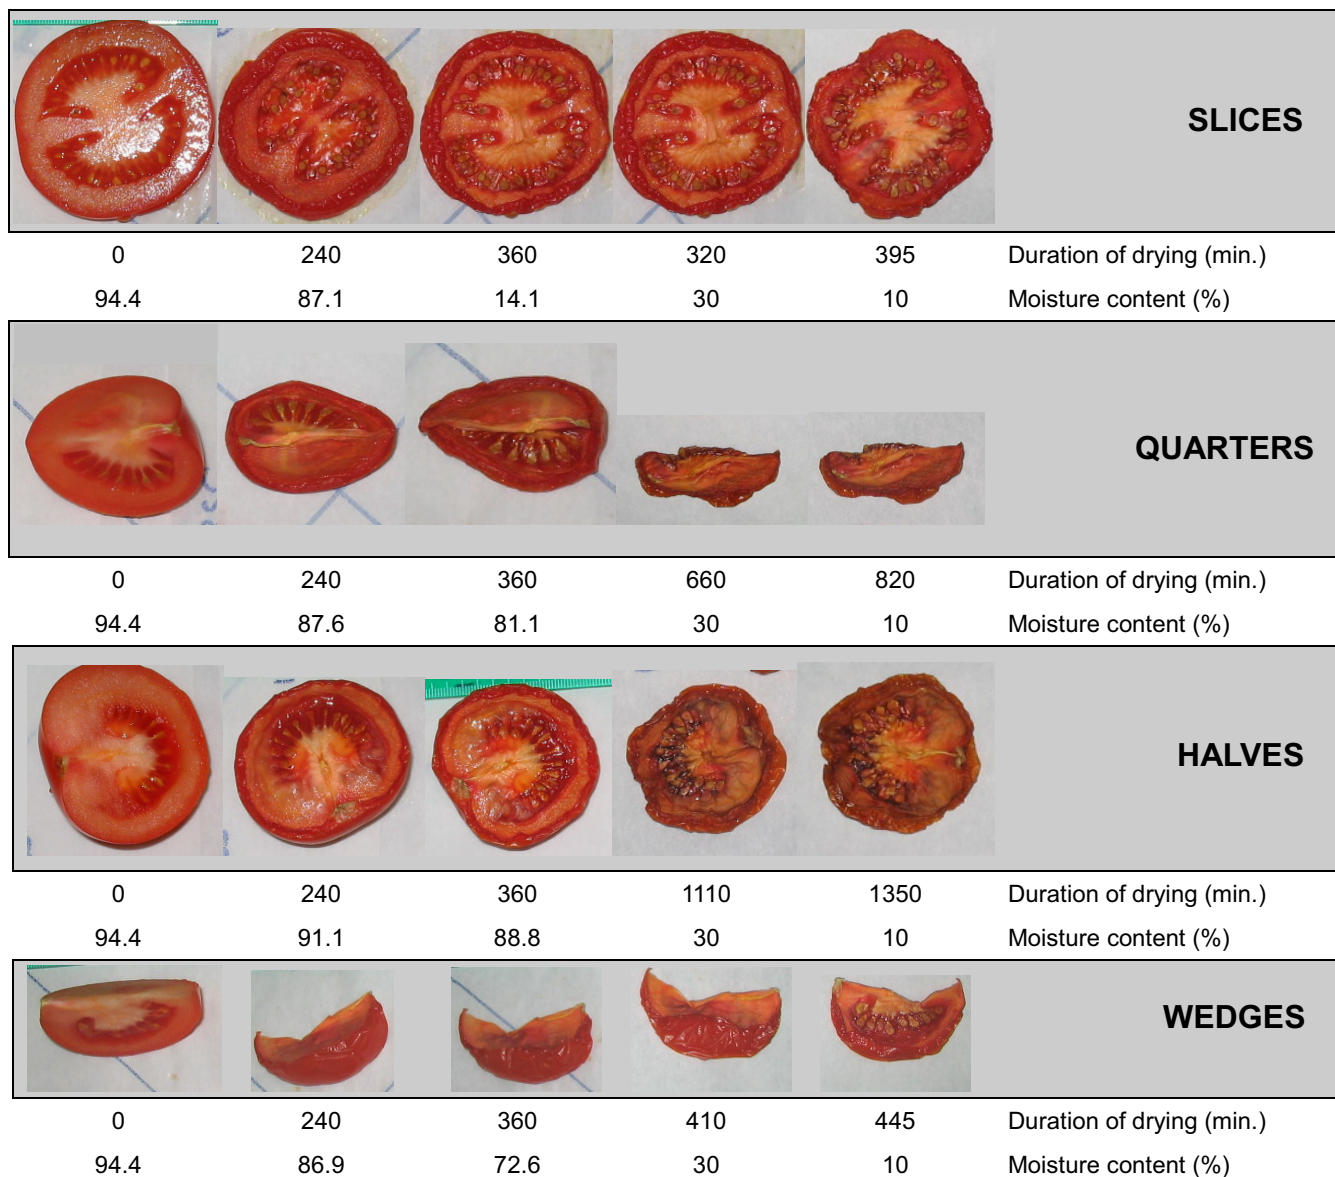 SLICES
0 240 360 320 395 Duration of drying (min.)
94.4 87.1 14.1 30 10 Moisture content (%)
QUARTERS
0 240 360 660 820 Duration of drying (min.)
94.4 87.6 81.1 30 10 Moisture content (%)
HALVES
0 240 360 1110 1350 Duration of drying (min.)
94.4 91.1 88.8 30 10 Moisture content (%)
WEDGES
0 240 360 410 445 Duration of drying (min.)
94.4 86.9 72.6 30 10 Moisture content (%)